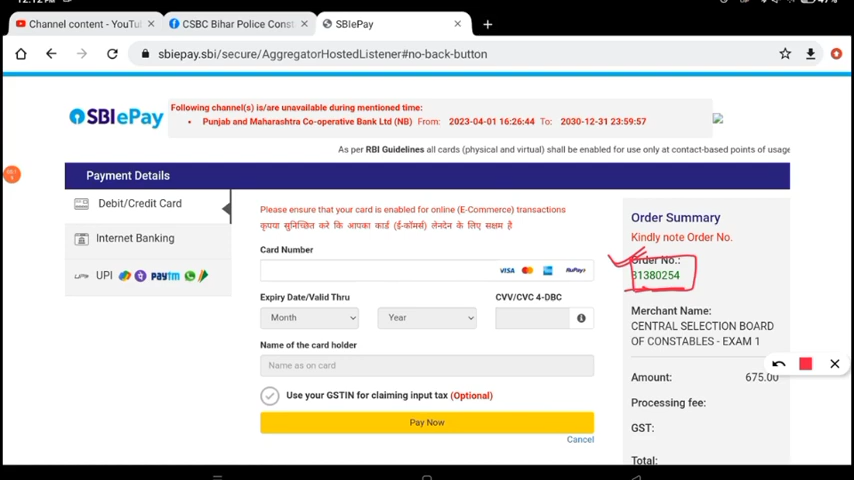 Channel content - YouTu
CSBC Bihar Police Const
SBIePay
sbiepay.sbi/secure/AggregatorHostedListener#no-back-button
SBIePay
Following channel(s) is/are unavailable during mentioned time:
Punjab and Maharashtra Co-operative Bank Ltd (NB) From: 2023-04-01 16:26:44 To: 2030-12-31 23:59:57
As per RBI Guidelines all cards (physical and virtual) shall be enabled for use only at contact-based points of usage
Payment Details
Debit/Credit Card
Internet Banking
UPI paytm
Please ensure that your card is enabled for online (E-Commerce) transactions
कृपया सुनिश्चित करे कि आपका कार्ड (ई-कॉमर्स) लेनदेन के लिए सक्षम है
Card Number
VISA RuPay
Expiry Date/Valid Thru
CVV/CVC 4-DBC
Month
Year
Name of the card holder
Name as on card
Use your GSTIN for claiming input tax (Optional)
Pay Now
Cancel
Order Summary
Kindly note Order No.
Order No.:
31380254
Merchant Name:
CENTRAL SELECTION BOARD
OF CONSTABLES - EXAM 1
Amount: 675.00
Processing fee:
GST:
Total: